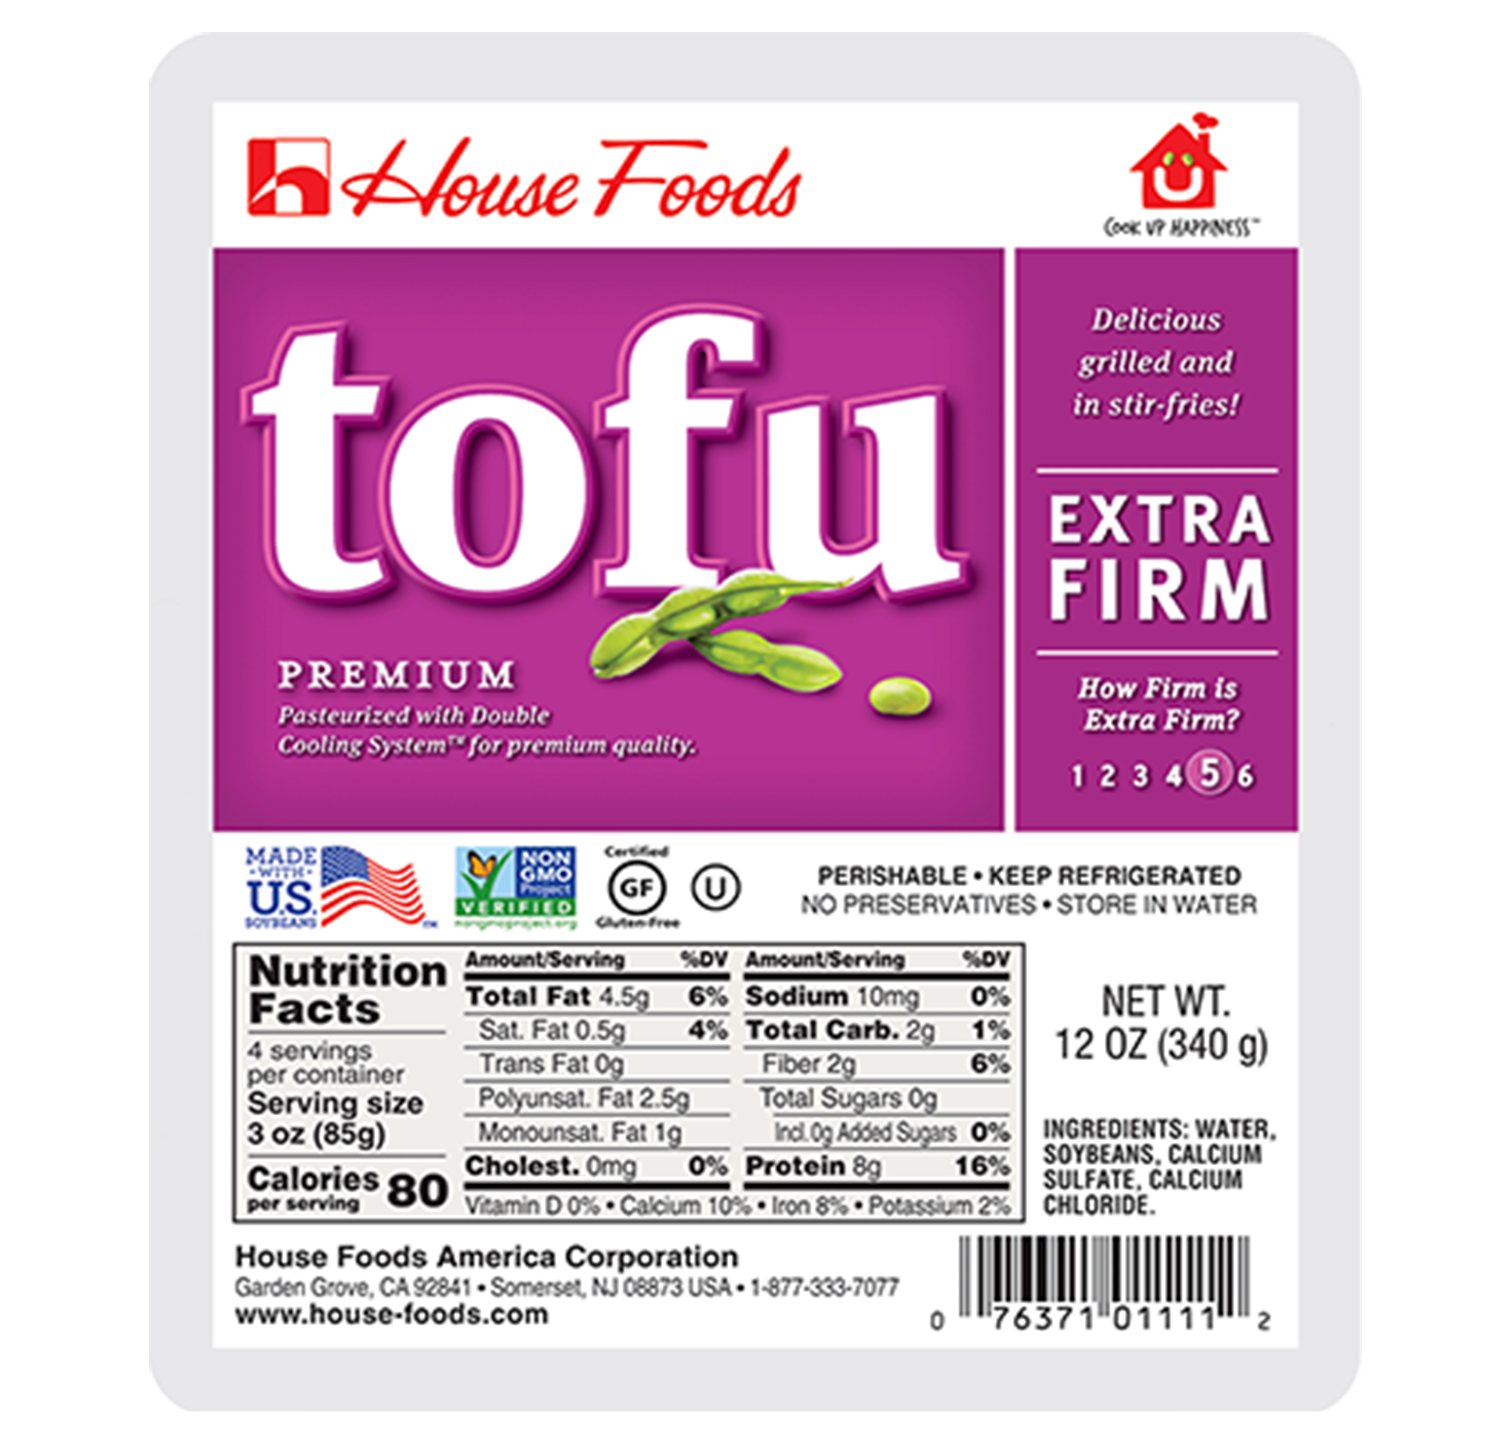 House Foods
COOK UP HAPPINESS™
tofu
PREMIUM
Pasteurized with Double
Cooling System™ for premium quality.
Delicious
grilled and
in stir-fries!
EXTRA
FIRM
How Firm is
Extra Firm?
1 2 3 4 5 6
MADE
•WITH•
U.S.
SOYBEANS
TM
NON
GMO
Project
VERIFIED
nongmoproject.org
Certified
GF
Gluten-Free
U
PERISHABLE • KEEP REFRIGERATED
NO PRESERVATIVES • STORE IN WATER
Nutrition
Facts
4 servings
per container
Serving size
3 oz (85g)
Calories 80
per serving
Amount/Serving %DV
Total Fat 4.5g 6%
Sat. Fat 0.5g 4%
Trans Fat 0g
Polyunsat. Fat 2.5g
Monounsat. Fat 1g
Cholest. 0mg 0%
Amount/Serving %DV
Sodium 10mg 0%
Total Carb. 2g 1%
Fiber 2g 6%
Total Sugars 0g
Incl. 0g Added Sugars 0%
Protein 8g 16%
Vitamin D 0% • Calcium 10% • Iron 8% • Potassium 2%
NET WT.
12 OZ (340 g)
INGREDIENTS: WATER,
SOYBEANS, CALCIUM
SULFATE, CALCIUM
CHLORIDE.
House Foods America Corporation
Garden Grove, CA 92841 • Somerset, NJ 08873 USA • 1-877-333-7077
www.house-foods.com
0 76371 01111 2